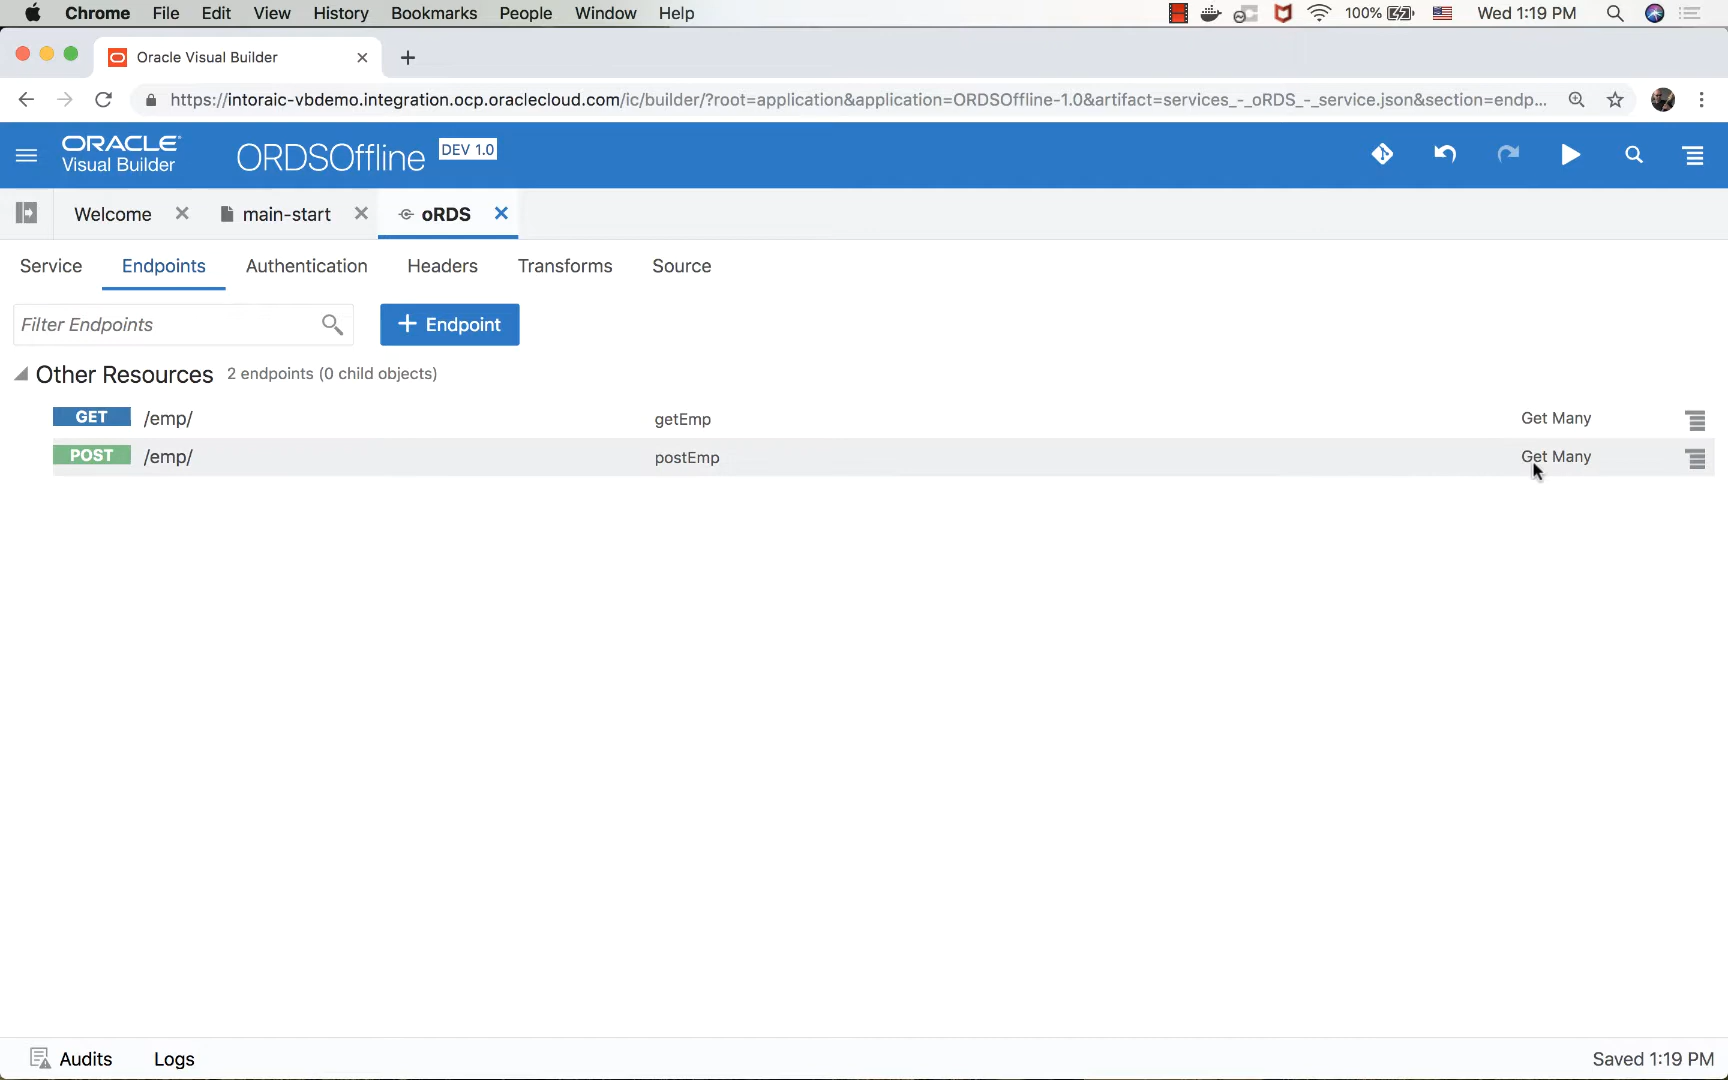 Chrome File Edit View History Bookmarks People Window Help 100% Wed 1:19 PM
Oracle Visual Builder
https://intoraic-vbdemo.integration.ocp.oraclecloud.com/ic/builder/?root=application&application=ORDSOffline-1.0&artifact=services_-_oRDS_-_service.json&section=endp...
ORACLE
Visual Builder
ORDSOffline DEV 1.0
Welcome main-start oRDS
Service Endpoints Authentication Headers Transforms Source
Filter Endpoints + Endpoint
Other Resources 2 endpoints (0 child objects)
GET /emp/ getEmp Get Many
POST /emp/ postEmp Get Many
Audits Logs Saved 1:19 PM